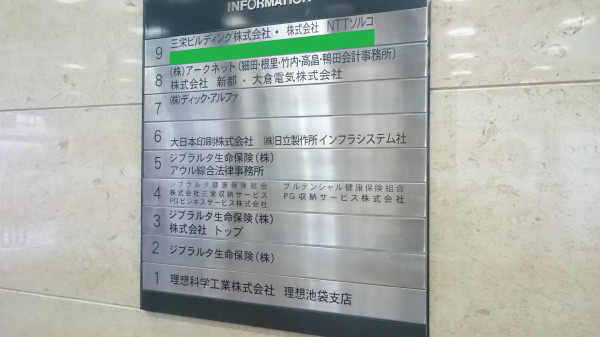 INFORMATION
9 三栄ビルディング株式会社・株式会社 NTTソルコ
8 (株)アークネット(細田・根里・竹内・高畠・鴨田会計事務所)
株式会社 新都 - 大倉電気株式会社
7 ㈱ディック・アルファ
6 大日本印刷株式会社 ㈱日立製作所インフラシステム社
5 ジブラルタ生命保険(株)
アウル綜合法律事務所
4 ジブラルタ健康保険組合 プルデンシャル健康保険組合
株式会社三栄収納サービス PG収納サービス株式会社
PGビジネスサービス株式会社
3 ジブラルタ生命保険(株)
株式会社 トップ
2 ジブラルタ生命保険(株)
1 理想科学工業株式会社 理想池袋支店